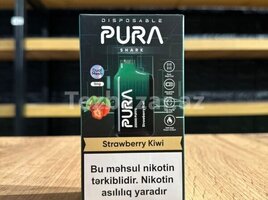 DISPOSABLE
PURA
SHARK
PURA
Strawberry Kiwi
Bu məhsul nikotin
tərkiblidir. Nikotin
asılılıq yaradır